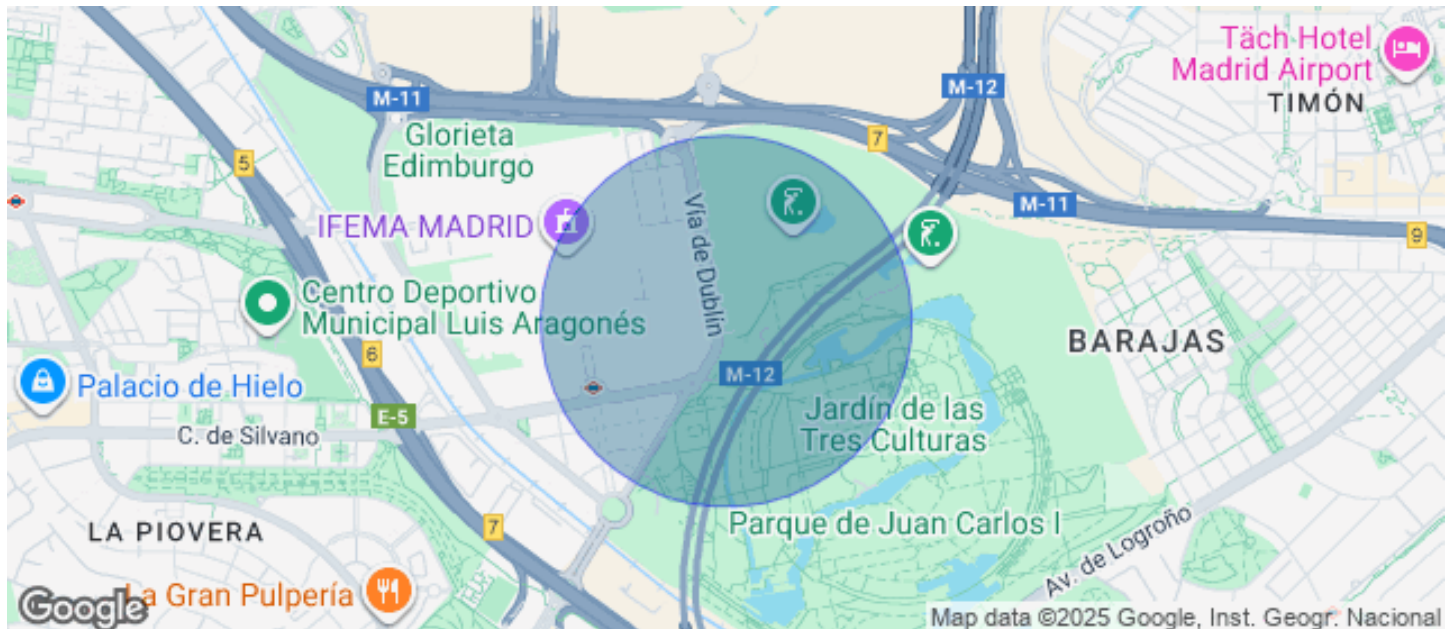 Täch Hotel
Madrid Airport
TIMÓN
M-12
M-11
7
Glorieta
Edimburgo
5
IFEMA MADRID
Vía de Dublín
M-11
9
Centro Deportivo
Municipal Luis Aragonés
BARAJAS
6
Palacio de Hielo
M-12
E-5
C. de Silvano
Jardín de las
Tres Culturas
LA PIOVERA
7
Parque de Juan Carlos I
Av. de Logroño
La Gran Pulpería
Google
Map data ©2025 Google, Inst. Geogr. Nacional